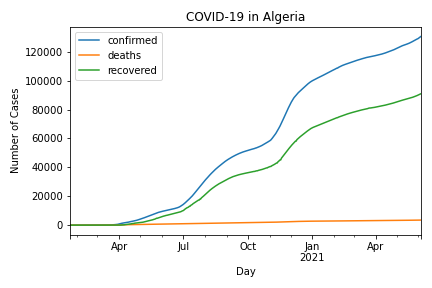 COVID-19 in Algeria
confirmed
deaths
recovered
Number of Cases
120000
100000
80000
60000
40000
20000
0
Apr
Jul
Oct
Jan
2021
Apr
Day